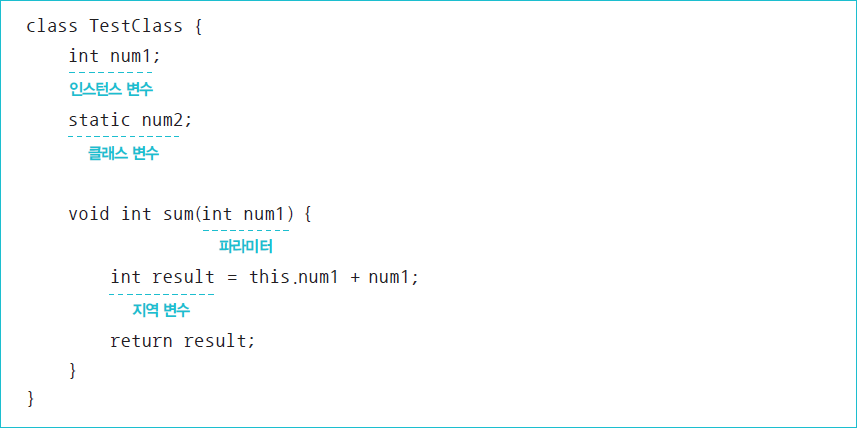 class TestClass {
int num1;
인스턴스 변수
static num2;
클래스 변수
void int sum(int num1) {
파라미터
int result = this.num1 + num1;
지역 변수
return result;
}
}